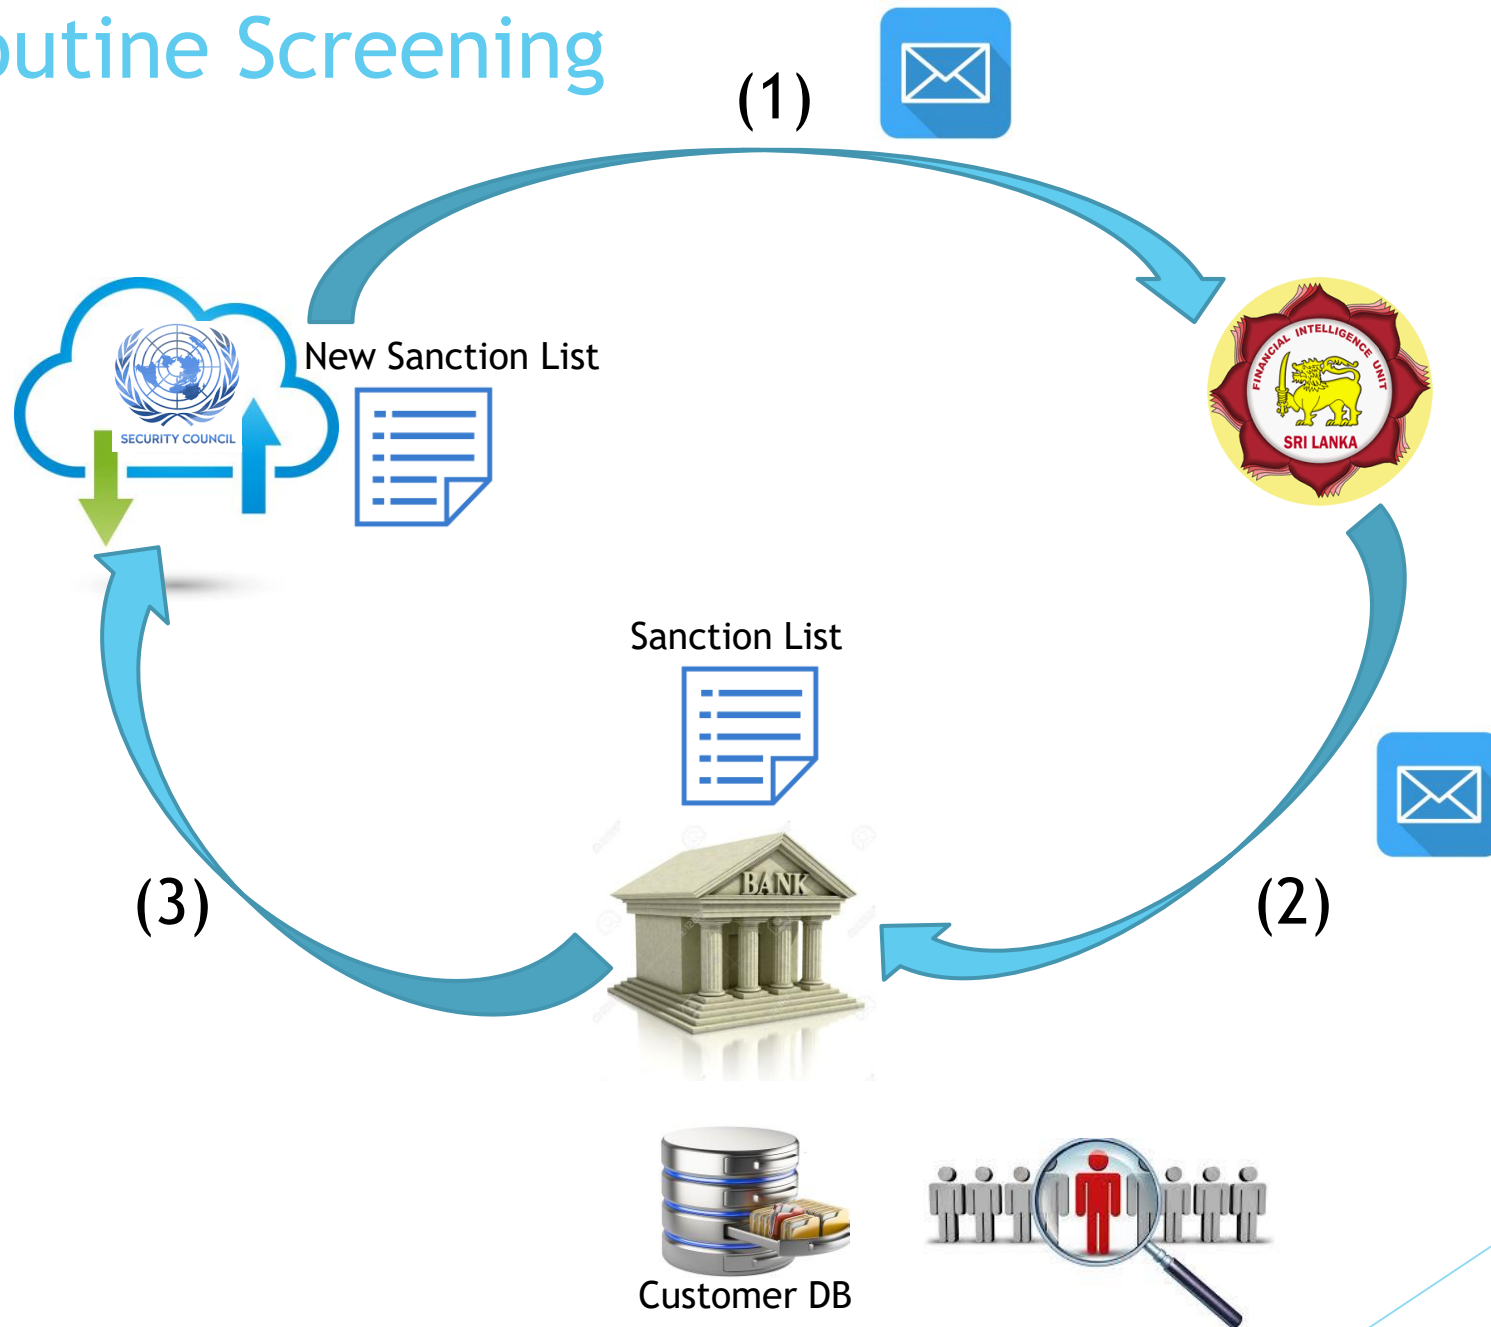 outine Screening
(1)
New Sanction List
SECURITY COUNCIL
FINANCIAL INTELLIGENCE UNIT
SRI LANKA
Sanction List
BANK
(3)
(2)
Customer DB